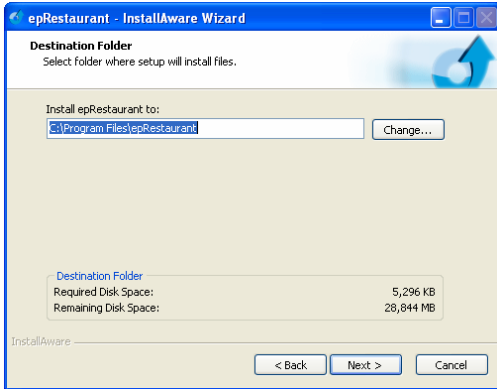 epRestaurant - InstallAware Wizard
Destination Folder
Select folder where setup will install files.
Install epRestaurant to:
C:\Program Files\epRestaurant
Change...
Destination Folder
Required Disk Space: 5,296 KB
Remaining Disk Space: 28,844 MB
InstallAware
< Back Next > Cancel